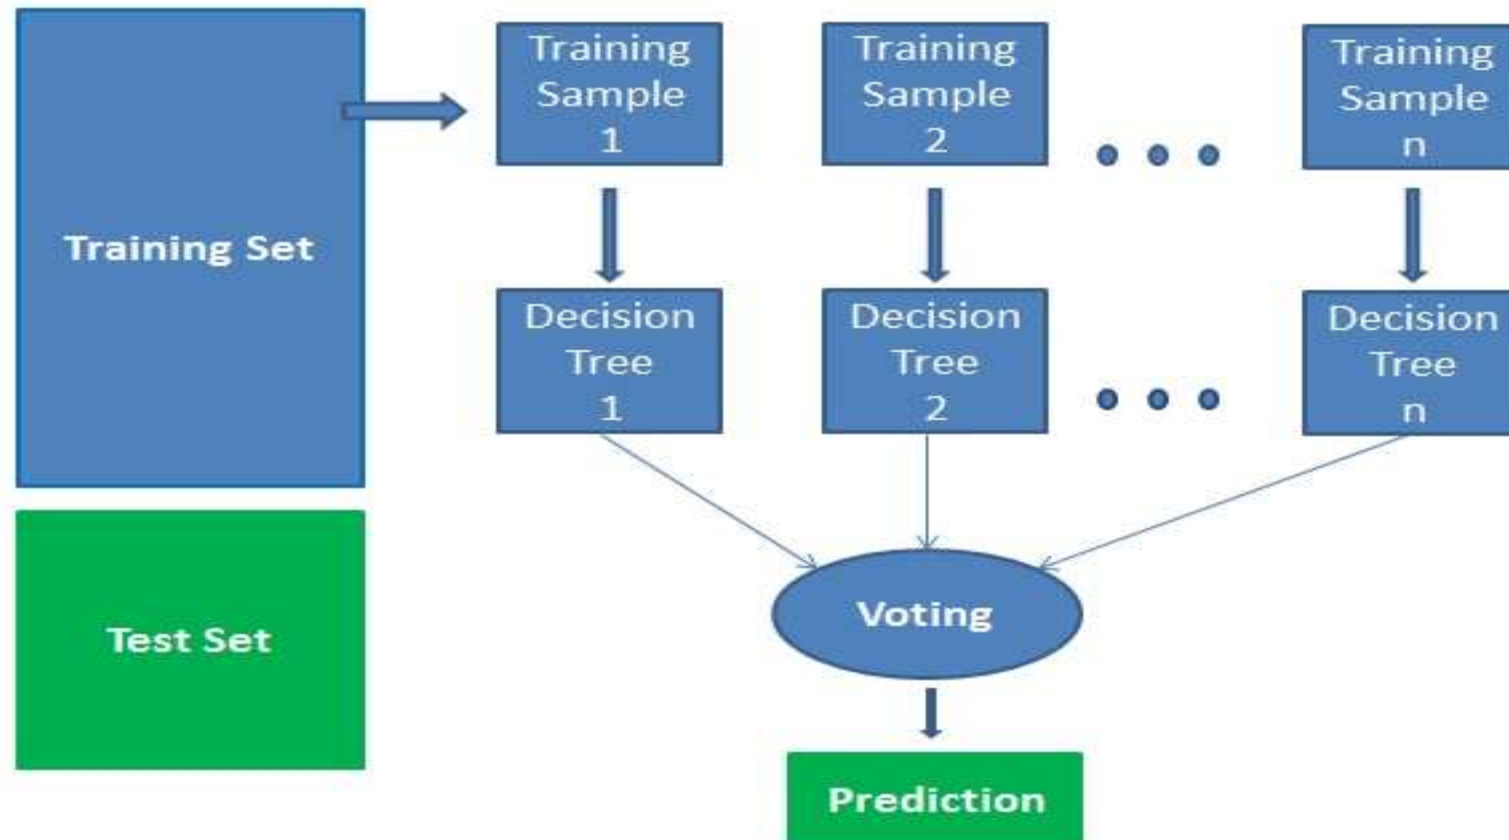 Training Set
Test Set
Training
Sample
1
Training
Sample
2
Training
Sample
n
Decision
Tree
1
Decision
Tree
2
Decision
Tree
n
Voting
Prediction